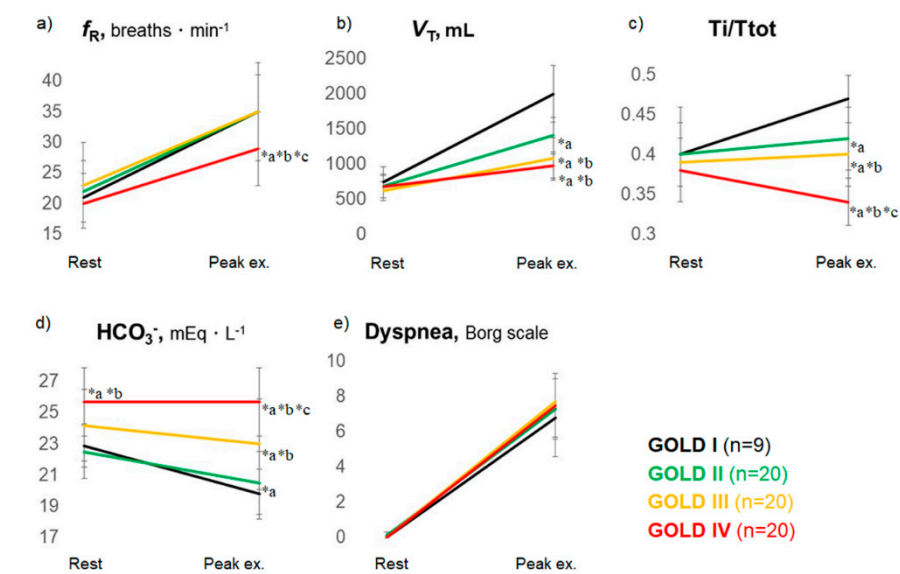 a) fR, breaths · min-1
40
35
30
25
20
15
*a*b*c
Rest Peak ex.
b) VT, mL
2500
2000
1500
1000
500
0
*a
*a *b
*a *b
Rest Peak ex.
c) Ti/Ttot
0.5
0.45
0.4
0.35
0.3
*a
*a*b
*a*b*c
Rest Peak ex.
d) HCO3-, mEq · L-1
27
25
23
21
19
17
*a *b
*a*b*c
*a*b
*a
Rest Peak ex.
e) Dyspnea, Borg scale
10
8
6
4
2
0
Rest Peak ex.
GOLD I (n=9)
GOLD II (n=20)
GOLD III (n=20)
GOLD IV (n=20)